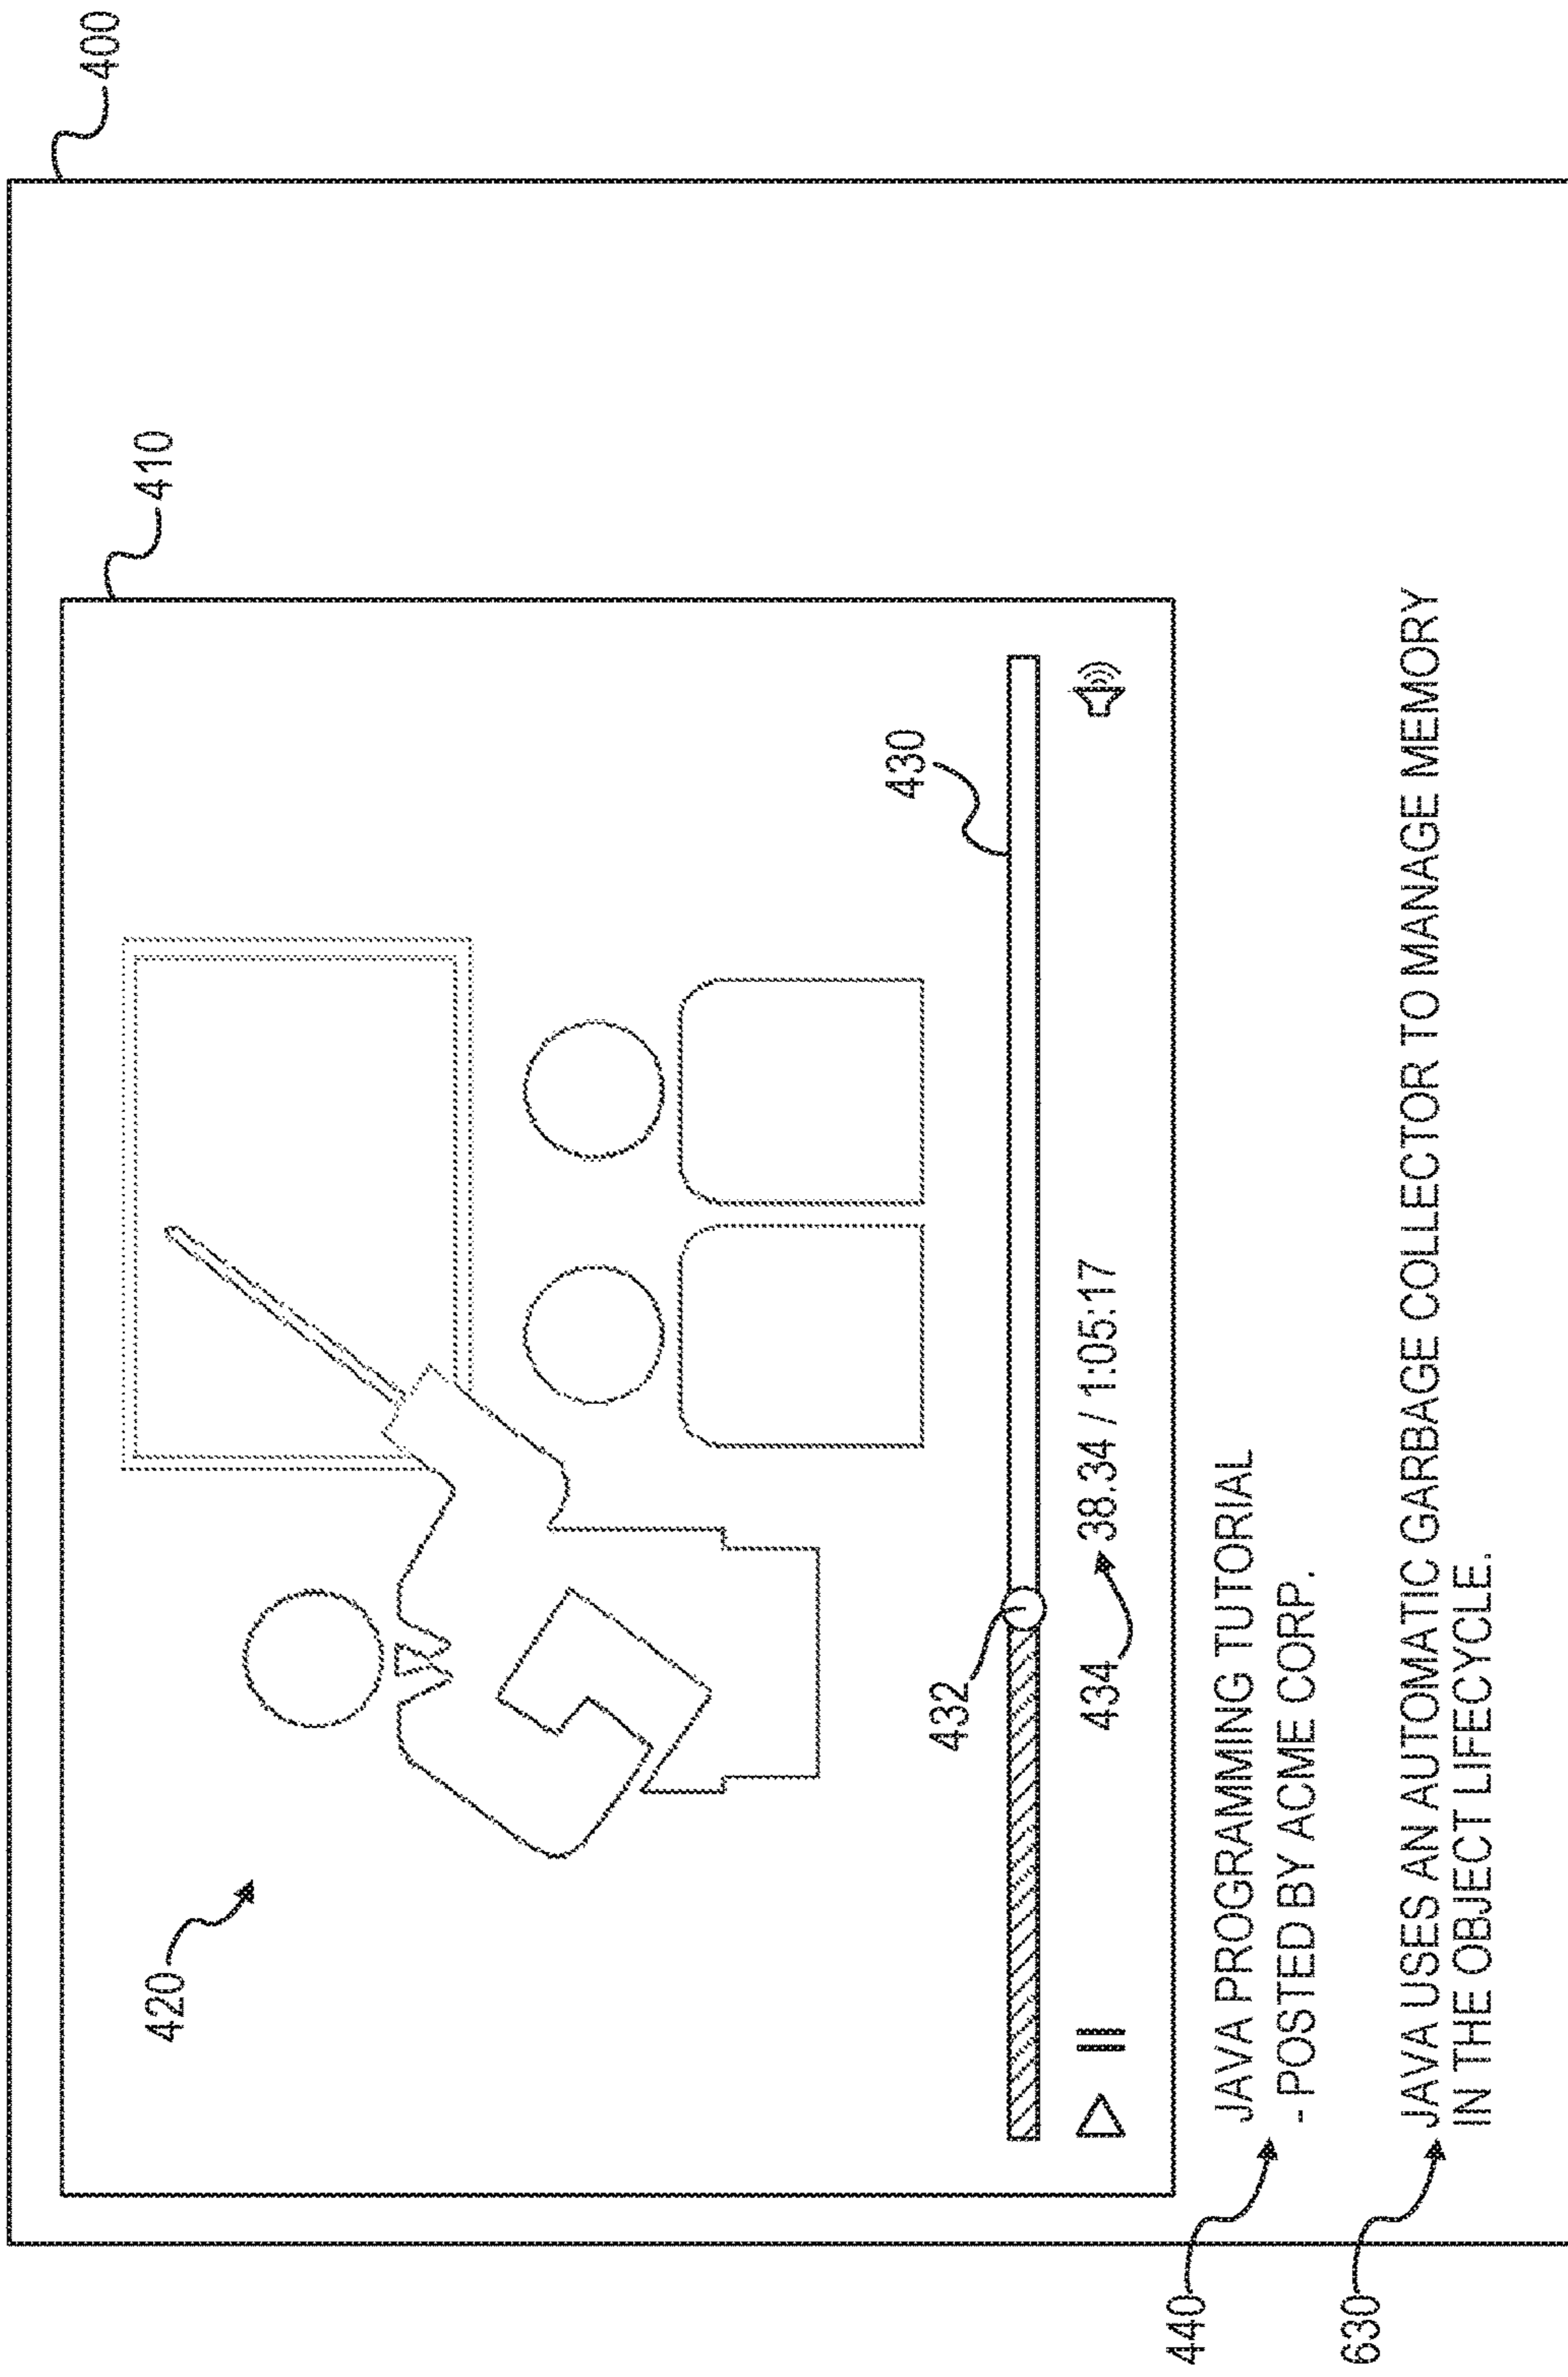 400
410
420
430
432
434
38.34 / 1:05:17
440
JAVA PROGRAMMING TUTORIAL
- POSTED BY ACME CORP.
630
JAVA USES AN AUTOMATIC GARBAGE COLLECTOR TO MANAGE MEMORY
IN THE OBJECT LIFECYCLE.